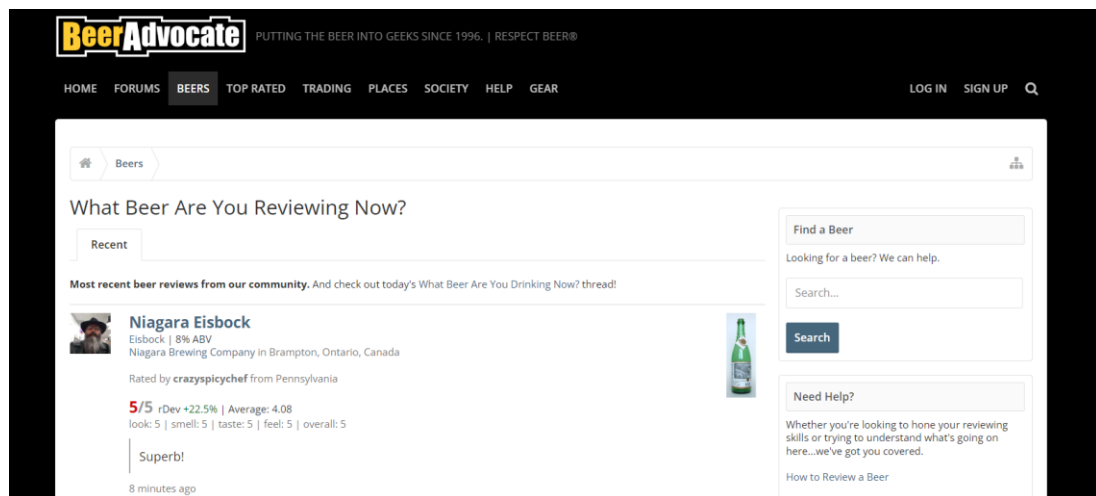 BeerAdvocate
PUTTING THE BEER INTO GEEKS SINCE 1996. | RESPECT BEER®
HOME FORUMS BEERS TOP RATED TRADING PLACES SOCIETY HELP GEAR LOG IN SIGN UP
Beers
What Beer Are You Reviewing Now?
Recent
Most recent beer reviews from our community. And check out today's What Beer Are You Drinking Now? thread!
Niagara Eisbock
Eisbock | 8% ABV
Niagara Brewing Company in Brampton, Ontario, Canada
Rated by crazyspicychef from Pennsylvania
5/5 rDev +22.5% | Average: 4.08
look: 5 | smell: 5 | taste: 5 | feel: 5 | overall: 5
Superb!
8 minutes ago
Find a Beer
Looking for a beer? We can help.
Search...
Search
Need Help?
Whether you're looking to hone your reviewing
skills or trying to understand what's going on
here...we've got you covered.
How to Review a Beer